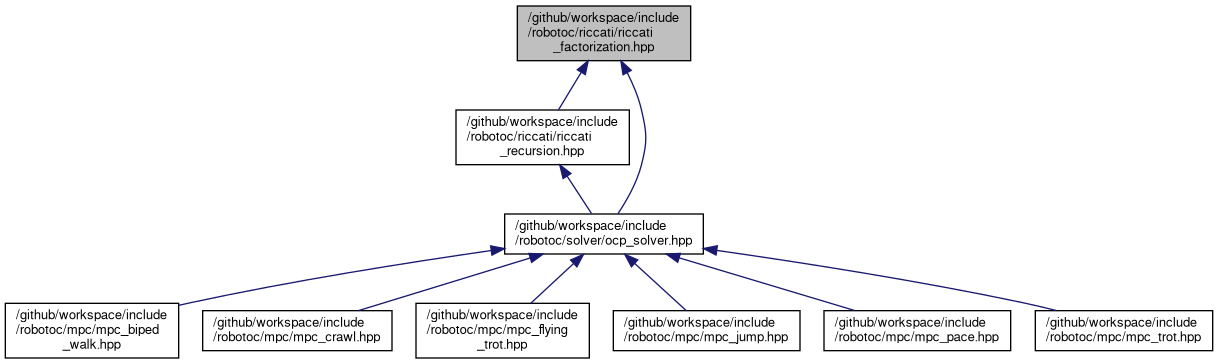 /github/workspace/include
/robotoc/riccati/riccati
_factorization.hpp
/github/workspace/include
/robotoc/riccati/riccati
_recursion.hpp
/github/workspace/include
/robotoc/solver/ocp_solver.hpp
/github/workspace/include
/robotoc/mpc/mpc_biped
_walk.hpp
/github/workspace/include
/robotoc/mpc/mpc_crawl.hpp
/github/workspace/include
/robotoc/mpc/mpc_flying
_trot.hpp
/github/workspace/include
/robotoc/mpc/mpc_jump.hpp
/github/workspace/include
/robotoc/mpc/mpc_pace.hpp
/github/workspace/include
/robotoc/mpc/mpc_trot.hpp